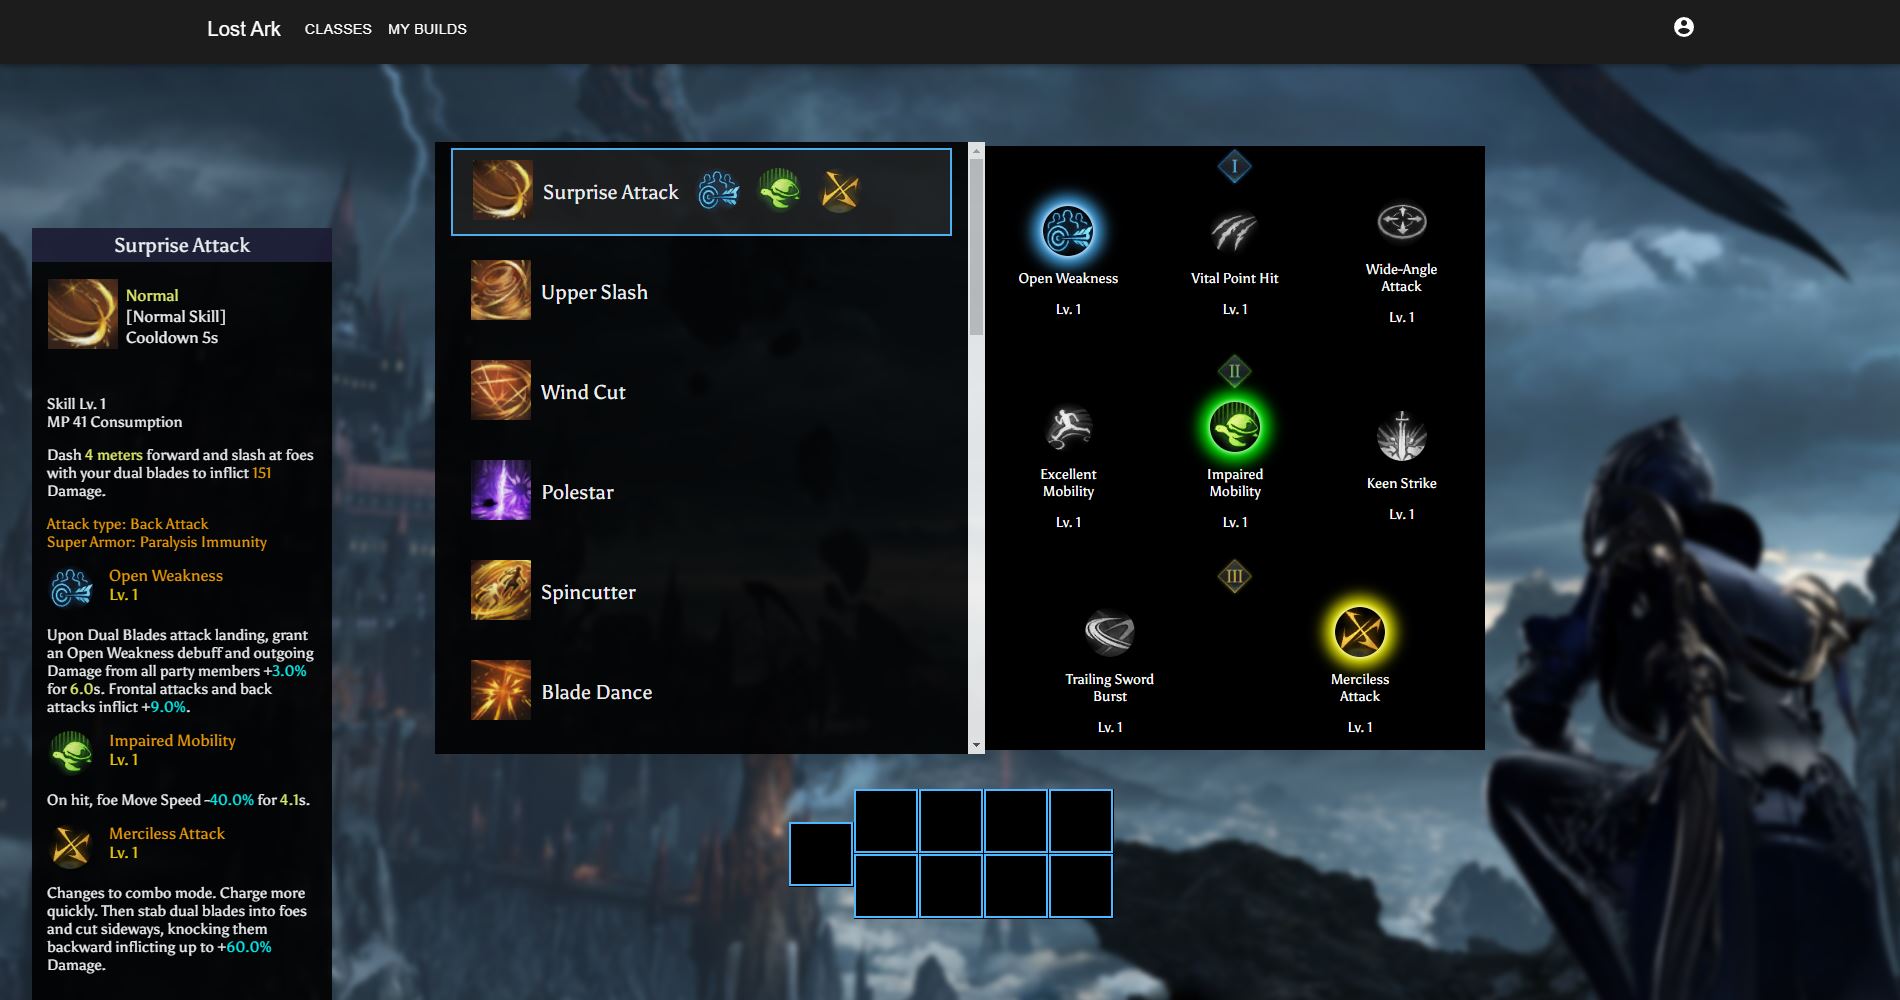 Lost Ark
CLASSES
MY BUILDS
Surprise Attack
Normal
[Normal Skill]
Cooldown 5s
Skill Lv. 1
MP 41 Consumption
Dash 4 meters forward and slash at foes
with your dual blades to inflict 151
Damage.
Attack type: Back Attack
Super Armor: Paralysis Immunity
Open Weakness
Lv. 1
Upon Dual Blades attack landing, grant
an Open Weakness debuff and outgoing
Damage from all party members +3.0%
for 6.0s. Frontal attacks and back
attacks inflict +9.0%.
Impaired Mobility
Lv. 1
On hit, foe Move Speed -40.0% for 4.1s.
Merciless Attack
Lv. 1
Changes to combo mode. Charge more
quickly. Then stab dual blades into foes
and cut sideways, knocking them
backward inflicting up to +60.0%
Damage.
Surprise Attack
Upper Slash
Wind Cut
Polestar
Spincutter
Blade Dance
I
Open Weakness
Lv. 1
Vital Point Hit
Lv. 1
Wide-Angle
Attack
Lv. 1
II
Excellent
Mobility
Lv. 1
Impaired
Mobility
Lv. 1
Keen Strike
Lv. 1
III
Trailing Sword
Burst
Lv. 1
Merciless
Attack
Lv. 1